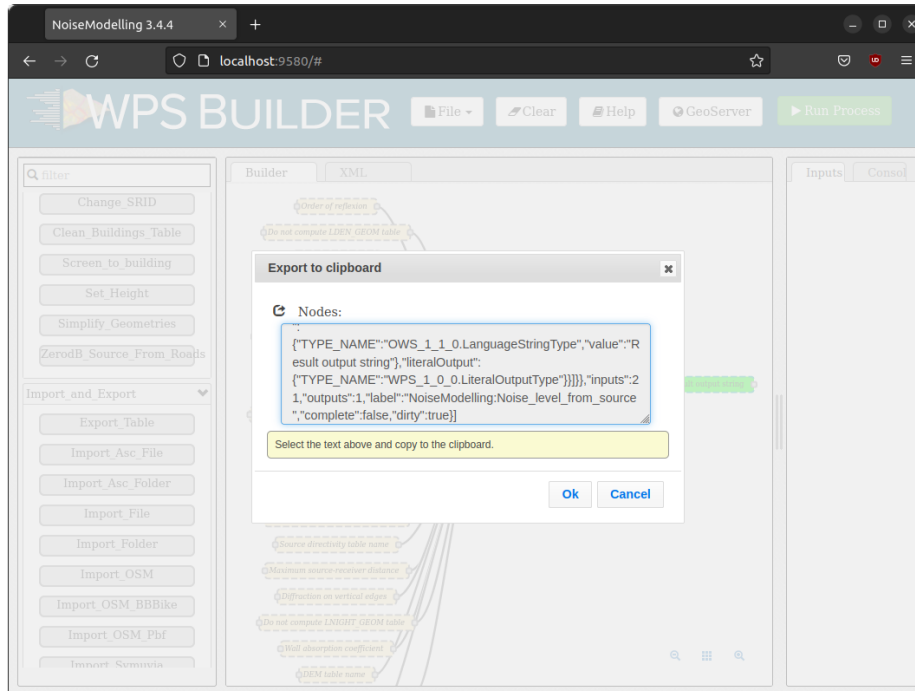 NoiseModelling 3.4.4
localhost:9580/#
WPS BUILDER
File
Clear
Help
GeoServer
Run Process
filter
Change_SRID
Clean_Buildings_Table
Screen_to_building
Set_Height
Simplify_Geometries
ZerodB_Source_From_Roads
Import_and_Export
Export_Table
Import_Asc_File
Import_Asc_Folder
Import_File
Import_Folder
Import_OSM
Import_OSM_BBBike
Import_OSM_Pbf
Import_Symuvia
Builder
XML
Order of reflexion
Do not compute LDEN_GEOM table
Export to clipboard
Nodes:
":
{"TYPE_NAME":"OWS_1_1_0.LanguageStringType","value":"R
esult output string"},"literalOutput":
{"TYPE_NAME":"WPS_1_0_0.LiteralOutputType"}}]}},"inputs":2
1,"outputs":1,"label":"NoiseModelling:Noise_level_from_source
","complete":false,"dirty":true}]
Select the text above and copy to the clipboard.
Ok
Cancel
output string
Source directivity table name
Maximum source-receiver distance
Diffraction on vertical edges
Do not compute LNIGHT_GEOM table
Wall absorption coefficient
DEM table name
Inputs
Consol